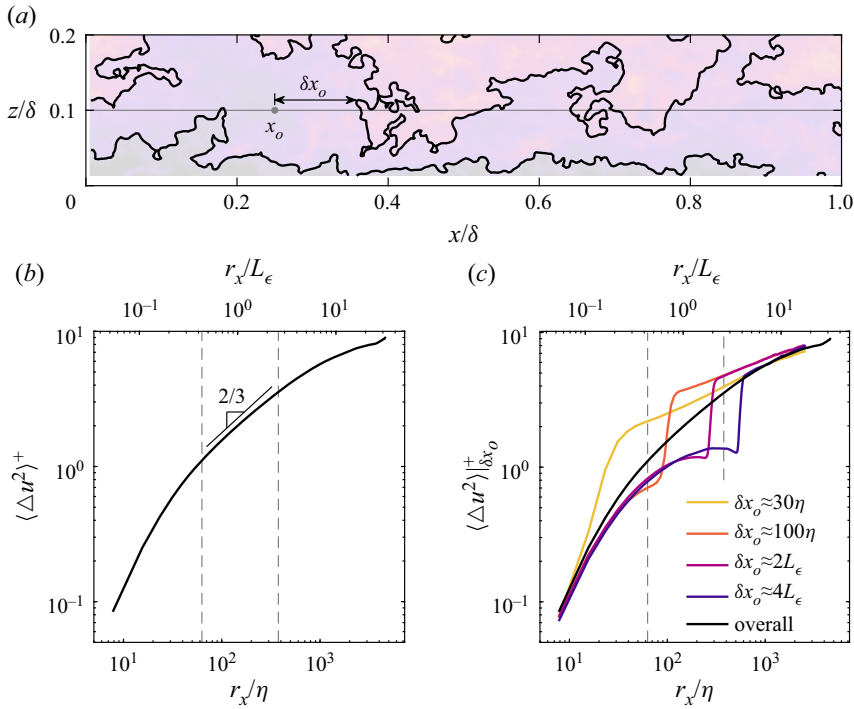 (a)
0.2
z/δ 0.1
0
δx_o
x_o
0 0.2 0.4 0.6 0.8 1.0
x/δ
(b)
r_x/L_ϵ
10^−1 10^0 10^1
10^1
10^0
10^−1
⟨△u^2⟩^+
2/3
10^1 10^2 10^3
r_x/η
(c)
r_x/L_ϵ
10^−1 10^0 10^1
10^1
10^0
10^−1
⟨△u^2⟩|^+_δx_o
δx_o≈30η
δx_o≈100η
δx_o≈2L_ϵ
δx_o≈4L_ϵ
overall
10^1 10^2 10^3
r_x/η